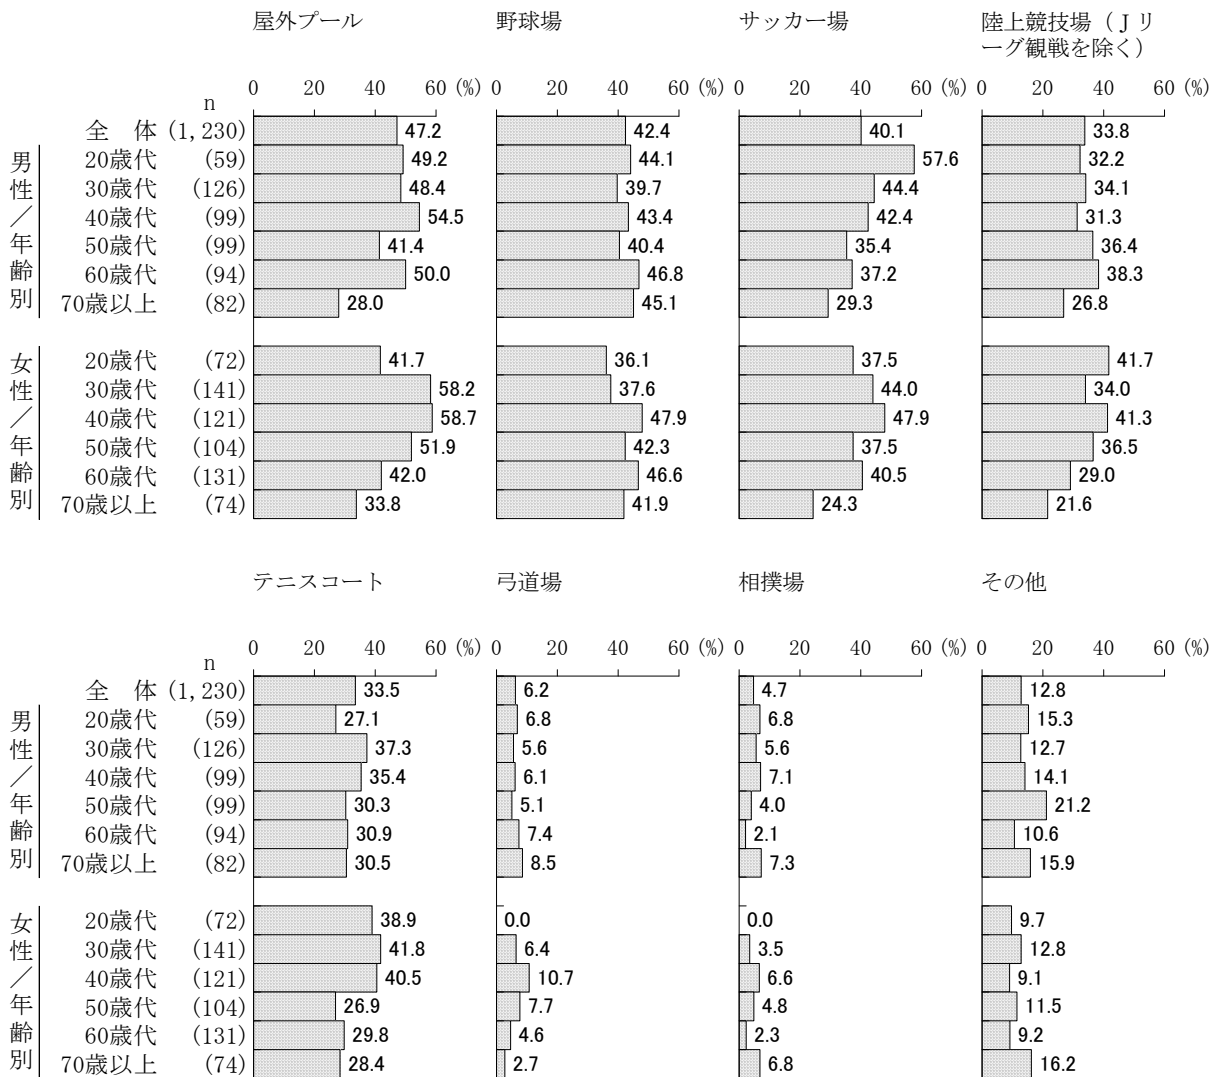 屋外プール 野球場 サッカー場 陸上競技場（Ｊリ
ーグ観戦を除く）
0 20 40 60 (%) 0 20 40 60 (%) 0 20 40 60 (%) 0 20 40 60 (%)
n
全　体 (1,230) 47.2 42.4 40.1 33.8
男性／年齢別
20歳代 (59) 49.2 44.1 57.6 32.2
30歳代 (126) 48.4 39.7 44.4 34.1
40歳代 (99) 54.5 43.4 42.4 31.3
50歳代 (99) 41.4 40.4 35.4 36.4
60歳代 (94) 50.0 46.8 37.2 38.3
70歳以上 (82) 28.0 45.1 29.3 26.8
女性／年齢別
20歳代 (72) 41.7 36.1 37.5 41.7
30歳代 (141) 58.2 37.6 44.0 34.0
40歳代 (121) 58.7 47.9 47.9 41.3
50歳代 (104) 51.9 42.3 37.5 36.5
60歳代 (131) 42.0 46.6 40.5 29.0
70歳以上 (74) 33.8 41.9 24.3 21.6
テニスコート 弓道場 相撲場 その他
0 20 40 60 (%) 0 20 40 60 (%) 0 20 40 60 (%) 0 20 40 60 (%)
n
全　体 (1,230) 33.5 6.2 4.7 12.8
男性／年齢別
20歳代 (59) 27.1 6.8 6.8 15.3
30歳代 (126) 37.3 5.6 5.6 12.7
40歳代 (99) 35.4 6.1 7.1 14.1
50歳代 (99) 30.3 5.1 4.0 21.2
60歳代 (94) 30.9 7.4 2.1 10.6
70歳以上 (82) 30.5 8.5 7.3 15.9
女性／年齢別
20歳代 (72) 38.9 0.0 0.0 9.7
30歳代 (141) 41.8 6.4 3.5 12.8
40歳代 (121) 40.5 10.7 6.6 9.1
50歳代 (104) 26.9 7.7 4.8 11.5
60歳代 (131) 29.8 4.6 2.3 9.2
70歳以上 (74) 28.4 2.7 6.8 16.2